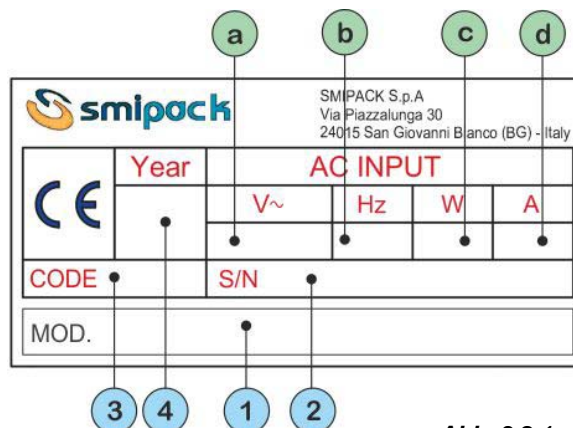 a b c d
smipack
SMIPACK S.p.A
Via Piazzalunga 30
24015 San Giovanni Bianco (BG) - Italy
CE Year AC INPUT
V~ Hz W A
CODE S/N
MOD.
3 4 1 2